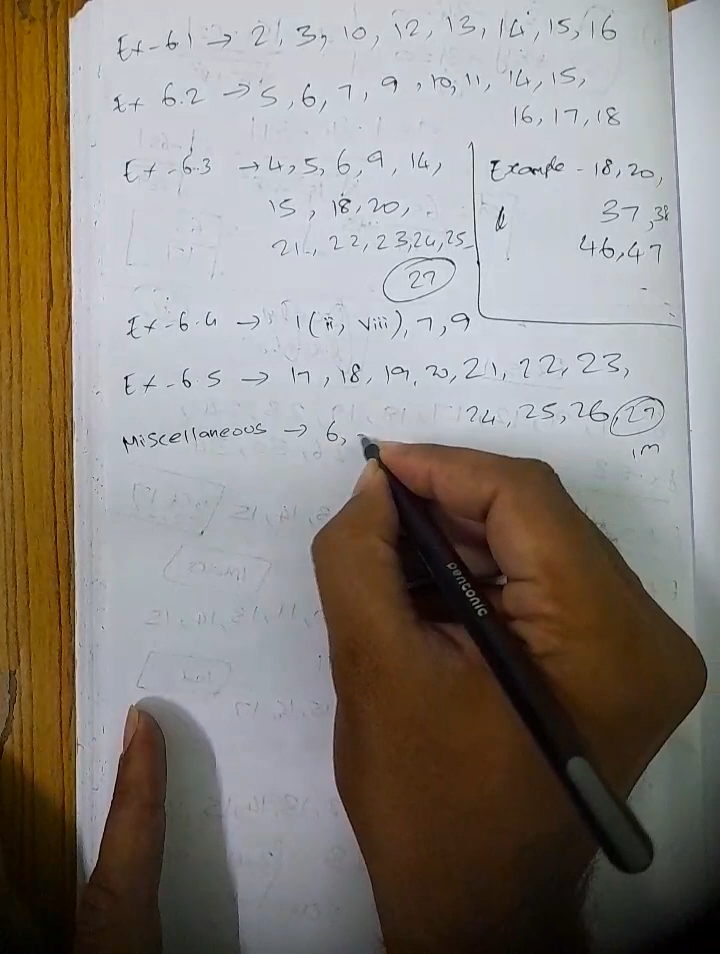 Ex-6.1 → 2, 3, 10, 12, 13, 14, 15, 16
Ex 6.2 → 5, 6, 7, 9, 10, 11, 14, 15,
16, 17, 18
Ex-6.3 → 4, 5, 6, 9, 14,
15, 18, 20,
21, 22, 23, 24, 25
27
Example - 18, 20,
37, 38
46, 47
Ex-6.4 → 1(ii, viii), 7, 9
Ex-6.5 → 17, 18, 19, 20, 21, 22, 23,
24, 25, 26, 27
1m
Miscellaneous → 6,
penconic